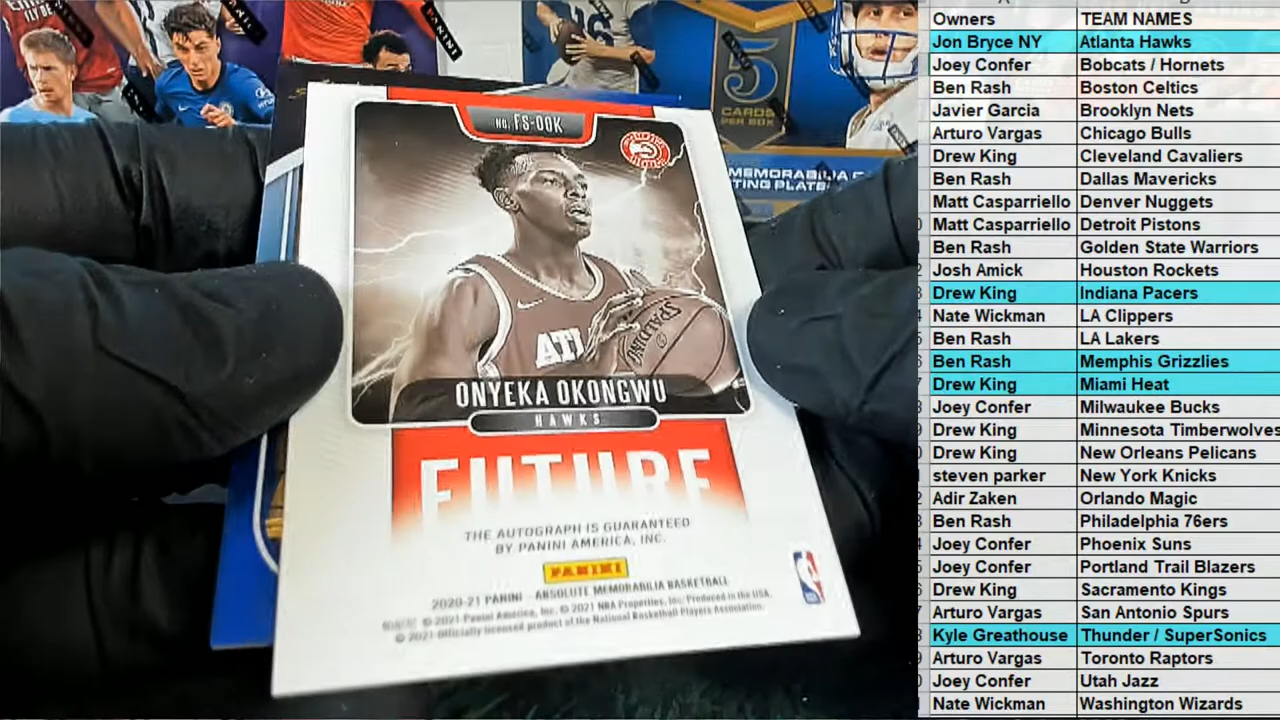 PANINI
5
CARDS
PER BOX
MEMORABILIA
NO. FS-OOK
ATL
SPALDING
ONYEKA OKONGWU
HAWKS
FUTURE
THE AUTOGRAPH IS GUARANTEED
BY PANINI AMERICA, INC.
PANINI
2020-21 PANINI - ABSOLUTE MEMORABILIA BASKETBALL
© 2021 Panini America, Inc. © 2021 NBA Properties, Inc. Produced in the USA.
© 2021 Officially licensed product of the National Basketball Players Association.
Owners TEAM NAMES
Jon Bryce NY Atlanta Hawks
Joey Confer Bobcats / Hornets
Ben Rash Boston Celtics
Javier Garcia Brooklyn Nets
Arturo Vargas Chicago Bulls
Drew King Cleveland Cavaliers
Ben Rash Dallas Mavericks
Matt Casparriello Denver Nuggets
Matt Casparriello Detroit Pistons
Ben Rash Golden State Warriors
Josh Amick Houston Rockets
Drew King Indiana Pacers
Nate Wickman LA Clippers
Ben Rash LA Lakers
Ben Rash Memphis Grizzlies
Drew King Miami Heat
Joey Confer Milwaukee Bucks
Drew King Minnesota Timberwolves
Drew King New Orleans Pelicans
steven parker New York Knicks
Adir Zaken Orlando Magic
Ben Rash Philadelphia 76ers
Joey Confer Phoenix Suns
Joey Confer Portland Trail Blazers
Drew King Sacramento Kings
Arturo Vargas San Antonio Spurs
Kyle Greathouse Thunder / SuperSonics
Arturo Vargas Toronto Raptors
Joey Confer Utah Jazz
Nate Wickman Washington Wizards